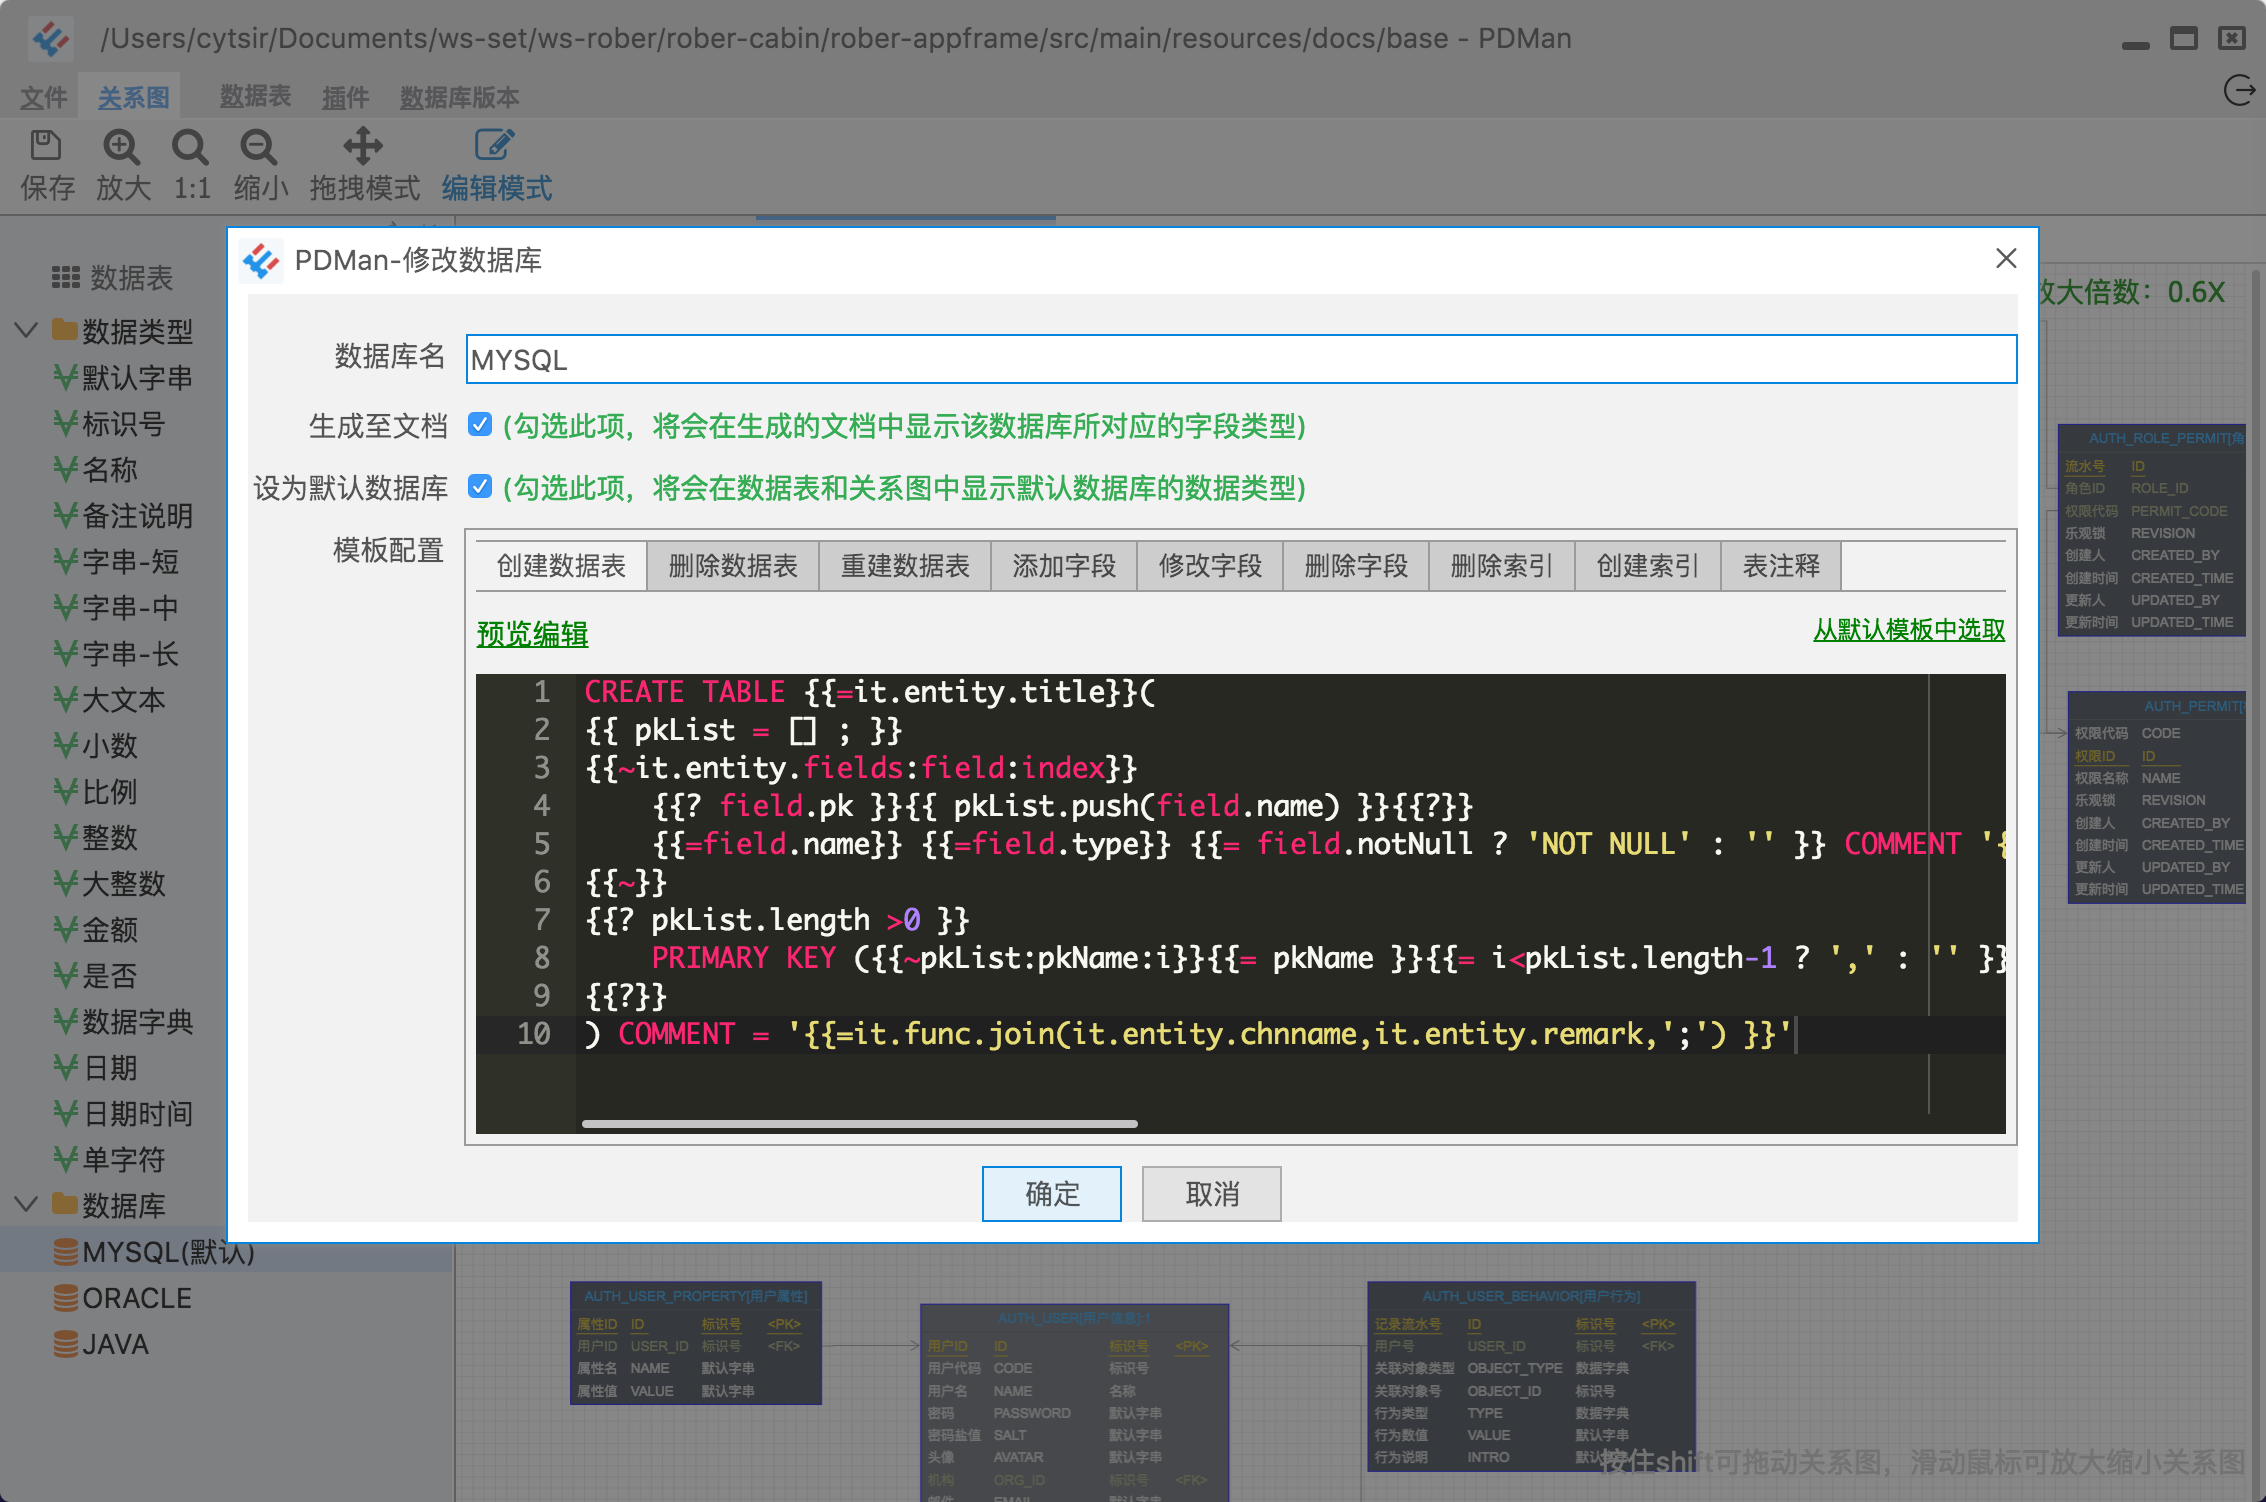 /Users/cytsir/Documents/ws-set/ws-rober/rober-cabin/rober-appframe/src/main/resources/docs/base - PDMan
文件 关系图 数据表 插件 数据库版本
保存 放大 1:1 缩小 拖拽模式 编辑模式
数据表
数据类型
默认字串
标识号
名称
备注说明
字串-短
字串-中
字串-长
大文本
小数
比例
整数
大整数
金额
是否
数据字典
日期
日期时间
单字符
数据库
MYSQL(默认)
ORACLE
JAVA
PDMan-修改数据库
数据库名 MYSQL
生成至文档 (勾选此项，将会在生成的文档中显示该数据库所对应的字段类型)
设为默认数据库 (勾选此项，将会在数据表和关系图中显示默认数据库的数据类型)
模板配置
创建数据表 删除数据表 重建数据表 添加字段 修改字段 删除字段 删除索引 创建索引 表注释
预览编辑 从默认模板中选取
1 CREATE TABLE {{=it.entity.title}}(
2 {{ pkList = [] ; }}
3 {{~it.entity.fields:field:index}}
4 {{? field.pk }}{{ pkList.push(field.name) }}{{?}}
5 {{=field.name}} {{=field.type}} {{= field.notNull ? 'NOT NULL' : '' }} COMMENT '{
6 {{~}}
7 {{? pkList.length >0 }}
8 PRIMARY KEY ({{~pkList:pkName:i}}{{= pkName }}{{= i<pkList.length-1 ? ',' : '' }}
9 {{?}}
10 ) COMMENT = '{{=it.func.join(it.entity.chnname,it.entity.remark,';') }}'
确定 取消
放大倍数：0.6X
AUTH_ROLE_PERMIT[角
流水号 ID
角色ID ROLE_ID
权限代码 PERMIT_CODE
乐观锁 REVISION
创建人 CREATED_BY
创建时间 CREATED_TIME
更新人 UPDATED_BY
更新时间 UPDATED_TIME
AUTH_PERMIT[
权限代码 CODE
权限ID ID
权限名称 NAME
乐观锁 REVISION
创建人 CREATED_BY
创建时间 CREATED_TIME
更新人 UPDATED_BY
更新时间 UPDATED_TIME
AUTH_USER_PROPERTY[用户属性]
属性ID ID 标识号 <PK>
用户ID USER_ID 标识号 <FK>
属性名 NAME 默认字串
属性值 VALUE 默认字串
AUTH_USER[用户信息]:1
用户ID ID 标识号 <PK>
用户代码 CODE 标识号
用户名 NAME 名称
密码 PASSWORD 默认字串
密码盐值 SALT 默认字串
头像 AVATAR 默认字串
机构 ORG_ID 标识号 <FK>
邮件 EMAIL 默认字串
AUTH_USER_BEHAVIOR[用户行为]
记录流水号 ID 标识号 <PK>
用户号 USER_ID 标识号 <FK>
关联对象类型 OBJECT_TYPE 数据字典
关联对象号 OBJECT_ID 标识号
行为类型 TYPE 数据字典
行为数值 VALUE 默认字串
行为说明 INTRO 默认字串
按住shift可拖动关系图，滑动鼠标可放大缩小关系图